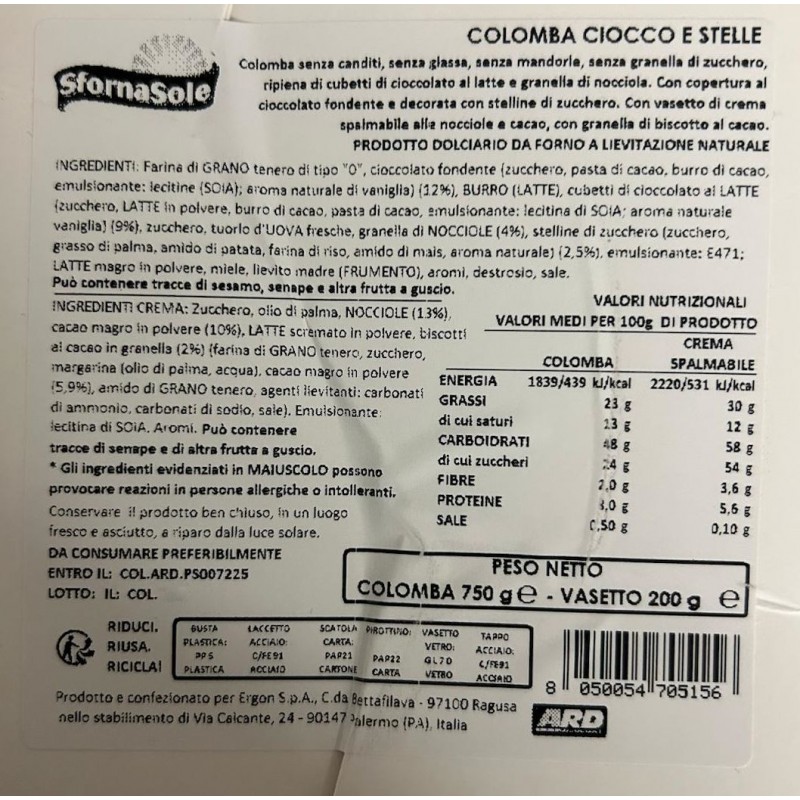 COLOMBA CIOCCO E STELLE
SfornaSole
Colomba senza canditi, senza glassa, senza mandorle, senza granella di zucchero,
ripiena di cubetti di cioccolato al latte e granella di nocciola. Con copertura al
cioccolato fondente e decorata con stelline di zucchero. Con vasetto di crema
spalmabile alle nocciole e cacao, con granella di biscotto al cacao.
PRODOTTO DOLCIARIO DA FORNO A LIEVITAZIONE NATURALE
INGREDIENTI: Farina di GRANO tenero di tipo "0", cioccolato fondente (zucchero, pasta di cacao, burro di cacao,
emulsionante: lecitine (SOIA); aroma naturale di vaniglia) (12%), BURRO (LATTE), cubetti di cioccolato al LATTE
(zucchero, LATTE in polvere, burro di cacao, pasta di cacao, emulsionante: lecitina di SOIA; aroma naturale
vaniglia) (9%), zucchero, tuorlo d'UOVA fresche, granella di NOCCIOLE (4%), stelline di zucchero (zucchero,
grasso di palma, amido di patata, farina di riso, amido di mais, aroma naturale) (2,5%), emulsionante: E471;
LATTE magro in polvere, miele, lievito madre (FRUMENTO), aromi, destrosio, sale.
Può contenere tracce di sesamo, senape e altra frutta a guscio.
INGREDIENTI CREMA: Zucchero, olio di palma, NOCCIOLE (13%),
cacao magro in polvere (10%), LATTE scremato in polvere, biscotti
al cacao in granella (2%) (farina di GRANO tenero, zucchero,
margarina (olio di palma, acqua), cacao magro in polvere
(5,9%), amido di GRANO tenero, agenti lievitanti: carbonati
di ammonio, carbonati di sodio, sale). Emulsionante:
lecitina di SOIA. Aromi. Può contenere
tracce di senape e di altra frutta a guscio.
* Gli ingredienti evidenziati in MAIUSCOLO possono
provocare reazioni in persone allergiche o intolleranti.
Conservare il prodotto ben chiuso, in un luogo
fresco e asciutto, a riparo dalla luce solare.
DA CONSUMARE PREFERIBILMENTE
ENTRO IL: COL.ARD.PS007225
LOTTO: IL: COL.
VALORI NUTRIZIONALI
VALORI MEDI PER 100g DI PRODOTTO
COLOMBA CREMA SPALMABILE
ENERGIA 1839/439 kJ/kcal 2220/531 kJ/kcal
GRASSI 23 g 30 g
di cui saturi 13 g 12 g
CARBOIDRATI 48 g 58 g
di cui zuccheri g 54 g
FIBRE 2,0 g 3,6 g
PROTEINE g 5,6 g
SALE 0,50 g 0,10 g
PESO NETTO
COLOMBA 750 g e - VASETTO 200 g e
RIDUCI.
RIUSA.
RICICLA!
BUSTA LACCETTO SCATOLA PIROTTINO: VASETTO TAPPO
PLASTICA: ACCIAIO: CARTA: VETRO: ACCIAIO:
PP5 C/FE91 PAP21 PAP22 GL70 C/FE91
PLASTICA ACCIAIO CARTONE CARTA VETRO ACCIAIO
8 050054 705156
Prodotto e confezionato per Ergon S.p.A., C.da Bettafilava - 97100 Ragusa
nello stabilimento di Via Calcante, 24 - 90147 Palermo (PA), Italia
ARD